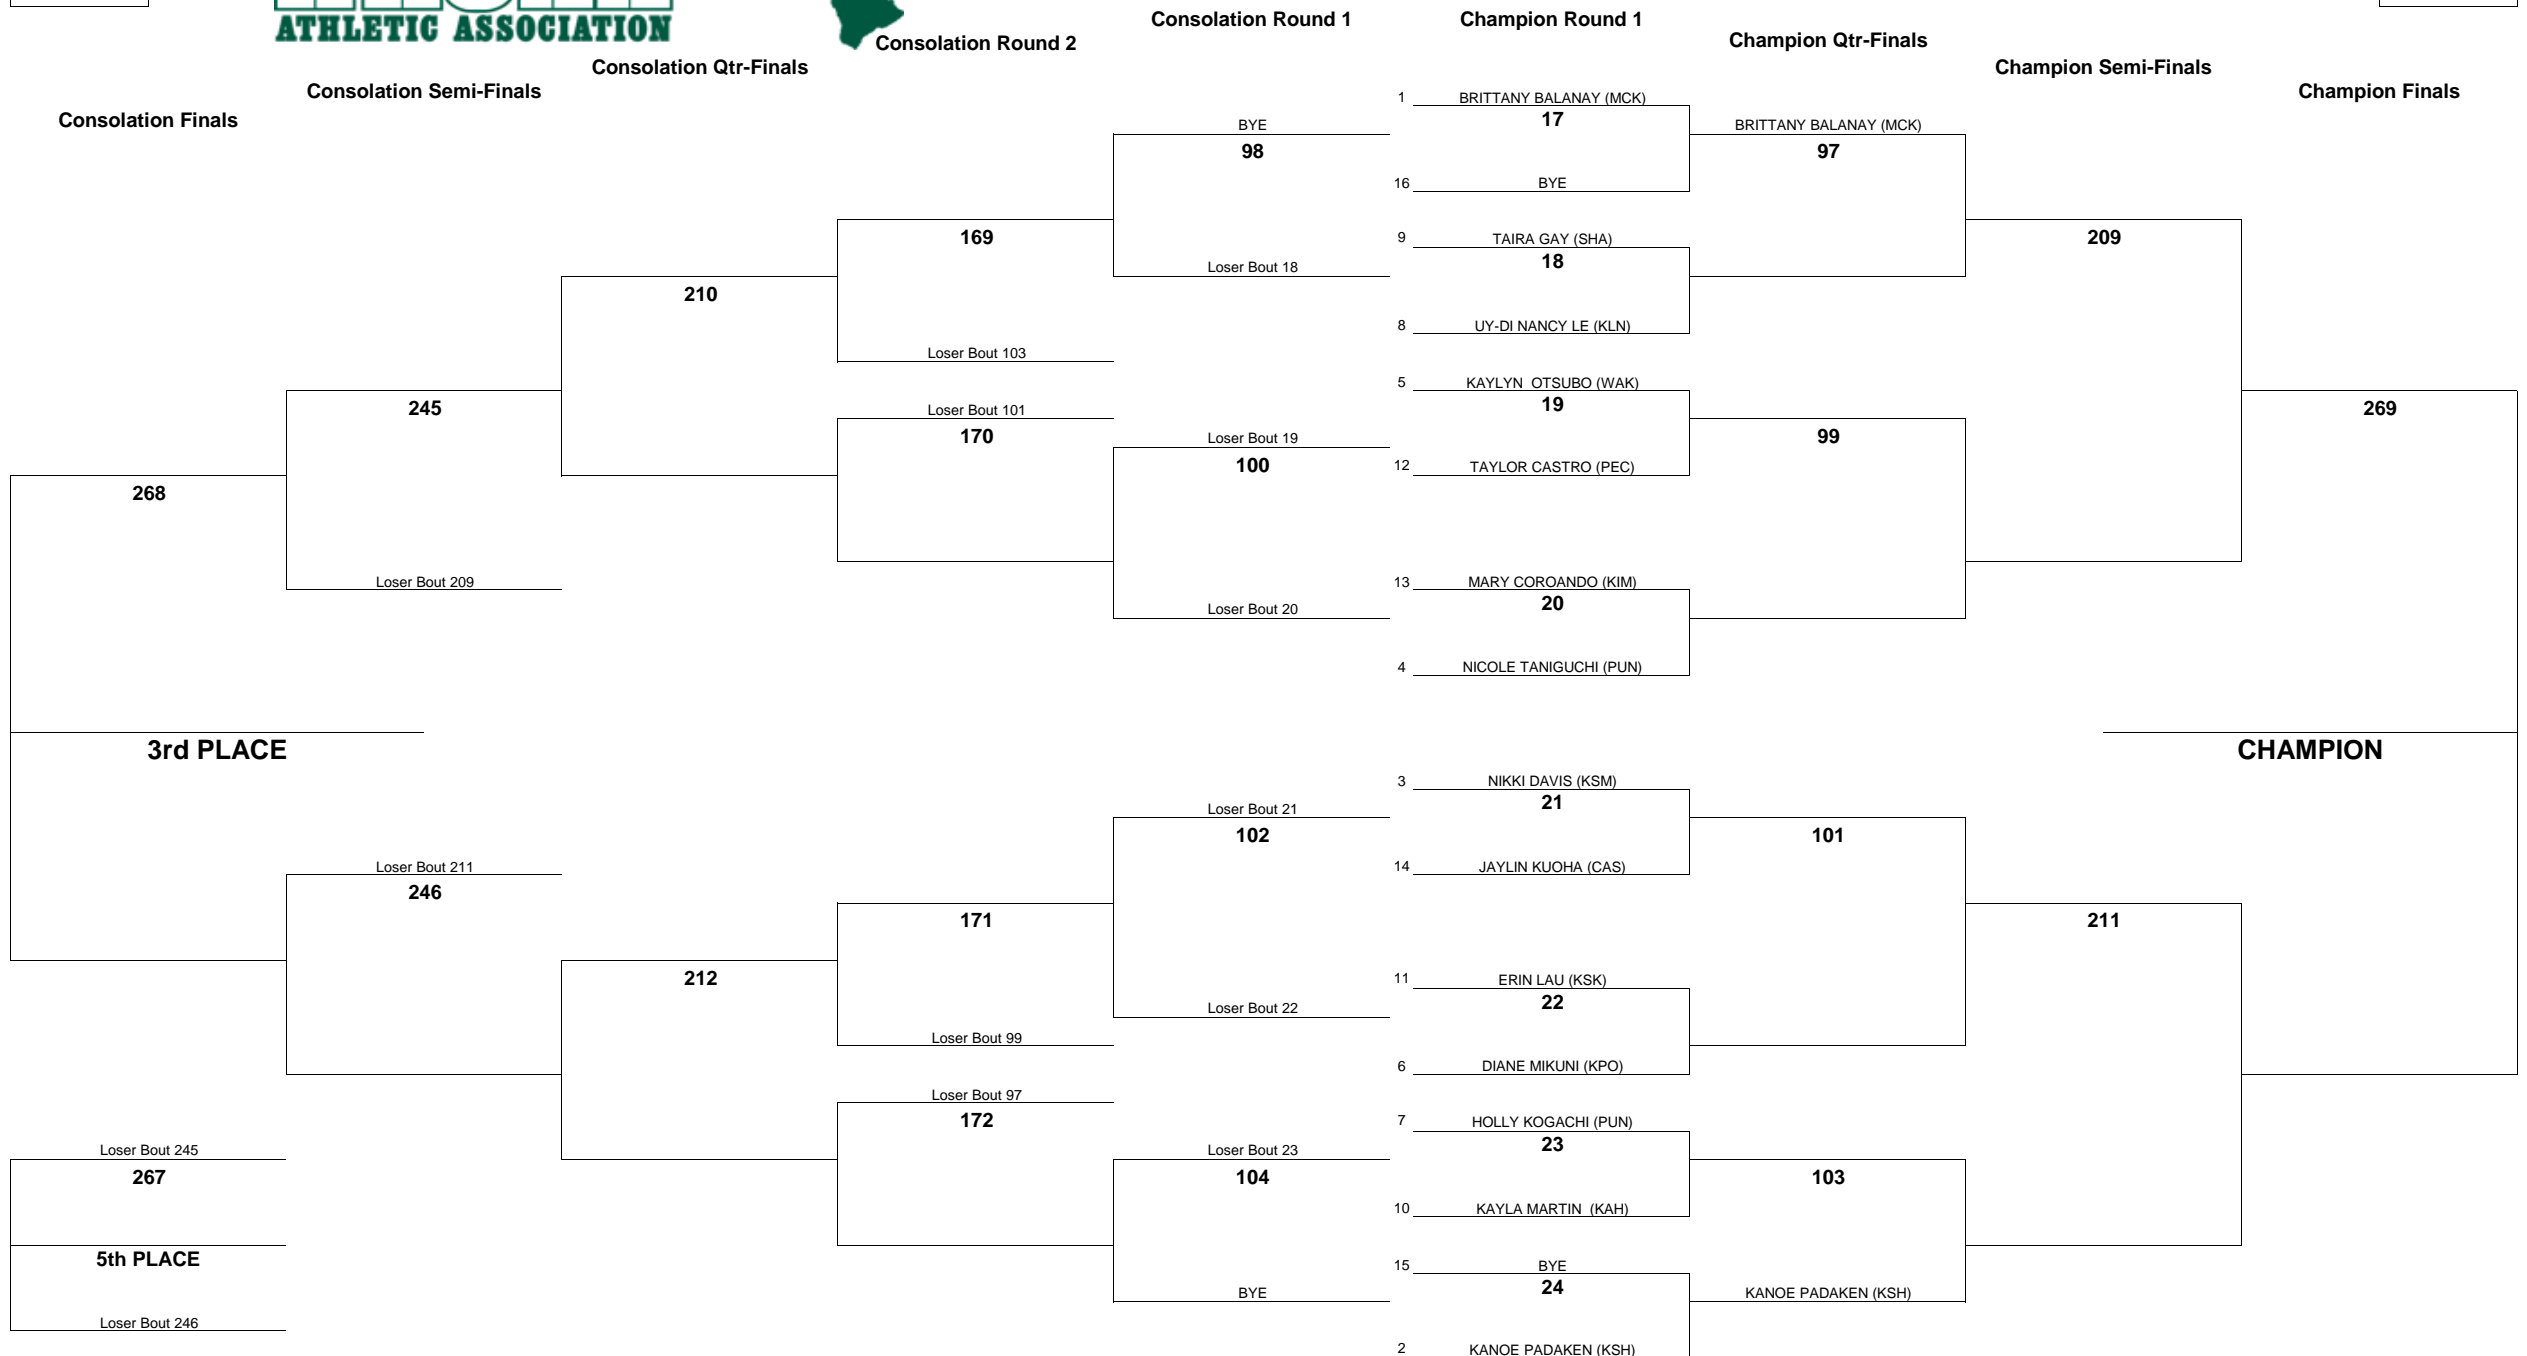 ATHLETIC ASSOCIATION
Consolation Round 1
Champion Round 1
Consolation Round 2
Champion Qtr-Finals
Consolation Qtr-Finals
Champion Semi-Finals
Consolation Semi-Finals
Champion Finals
Consolation Finals
1 BRITTANY BALANAY (MCK)
17
16 BYE
9 TAIRA GAY (SHA)
18
8 UY-DI NANCY LE (KLN)
5 KAYLYN  OTSUBO (WAK)
19
12 TAYLOR CASTRO (PEC)
13 MARY COROANDO (KIM)
20
4 NICOLE TANIGUCHI (PUN)
3 NIKKI DAVIS (KSM)
21
14 JAYLIN KUOHA (CAS)
11 ERIN LAU (KSK)
22
6 DIANE MIKUNI (KPO)
7 HOLLY KOGACHI (PUN)
23
10 KAYLA MARTIN  (KAH)
15 BYE
24
2 KANOE PADAKEN (KSH)
BRITTANY BALANAY (MCK)
97
99
101
103
KANOE PADAKEN (KSH)
209
211
269
CHAMPION
BYE
98
Loser Bout 18
Loser Bout 19
100
Loser Bout 20
Loser Bout 21
102
Loser Bout 22
Loser Bout 23
104
BYE
169
Loser Bout 103
Loser Bout 101
170
171
Loser Bout 99
Loser Bout 97
172
210
212
245
Loser Bout 209
Loser Bout 211
246
268
3rd PLACE
Loser Bout 245
267
5th PLACE
Loser Bout 246